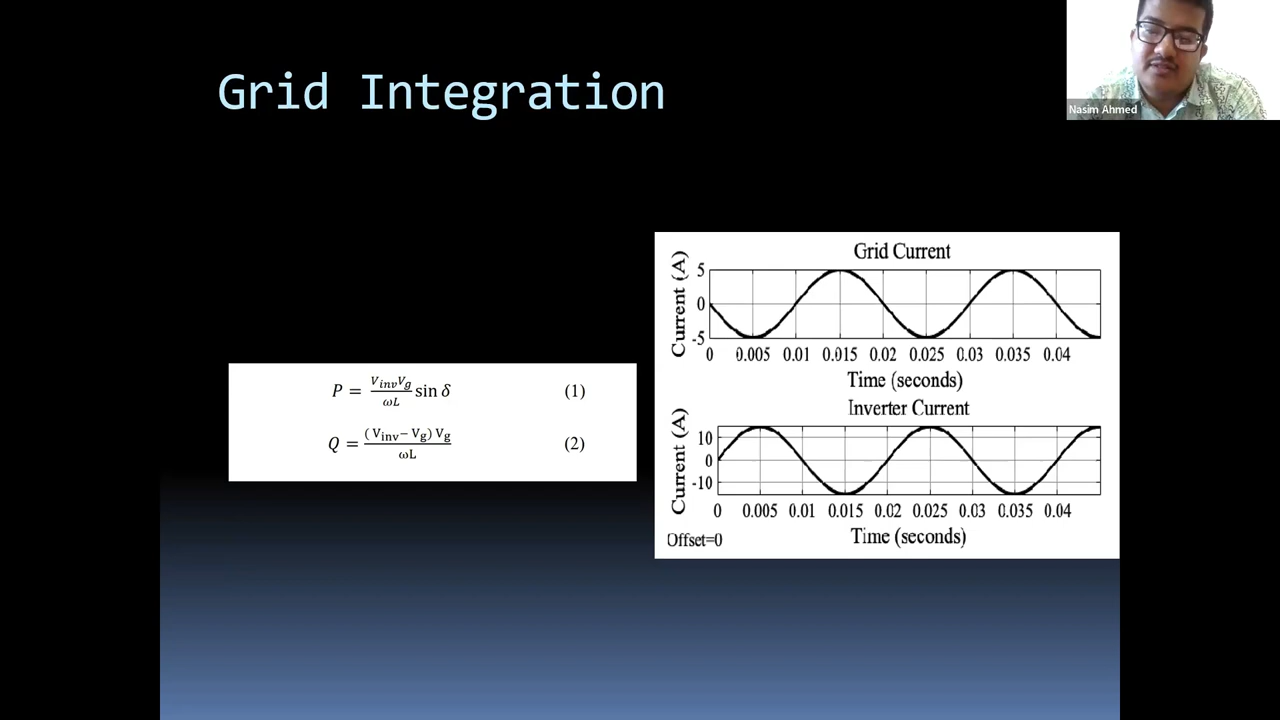 Grid Integration
Nasim Ahmed
P = V_inv V_g / ωL sin δ (1)
Q = (V_inv − V_g) V_g / ωL (2)
Grid Current
Current (A)
5
0
-5
0 0.005 0.01 0.015 0.02 0.025 0.03 0.035 0.04
Time (seconds)
Inverter Current
Current (A)
10
0
-10
0 0.005 0.01 0.015 0.02 0.025 0.03 0.035 0.04
Time (seconds)
Offset=0